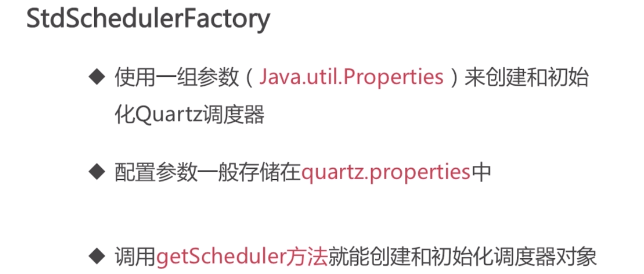 StdSchedulerFactory
◆ 使用一组参数（Java.util.Properties）来创建和初始
化Quartz调度器
◆ 配置参数一般存储在quartz.properties中
◆ 调用getScheduler方法就能创建和初始化调度器对象